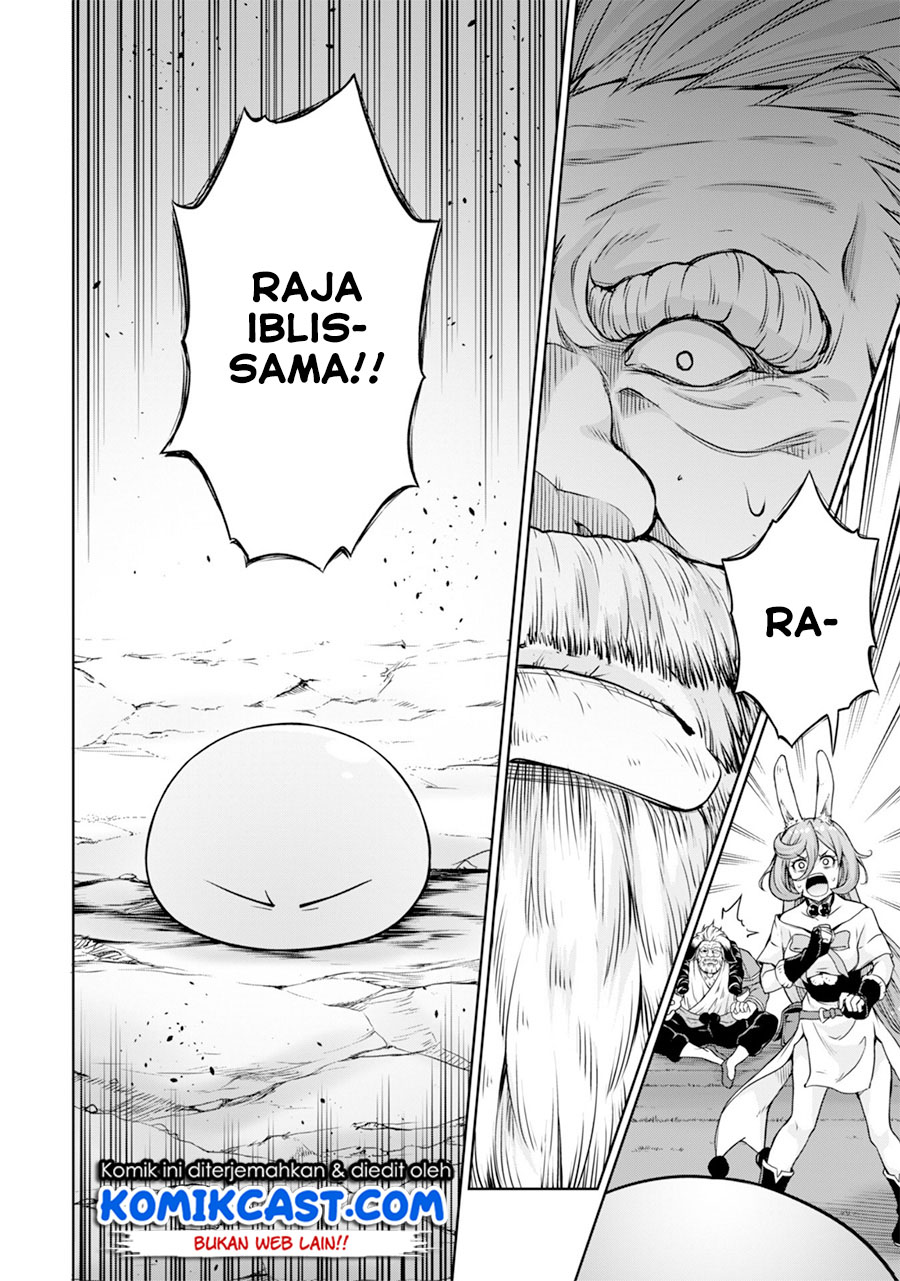 RA-
RAJA
IBLIS-
SAMA!!
Komik ini diterjemahkan & diedit oleh
KOMIKCAST.COM
BUKAN WEB LAIN!!